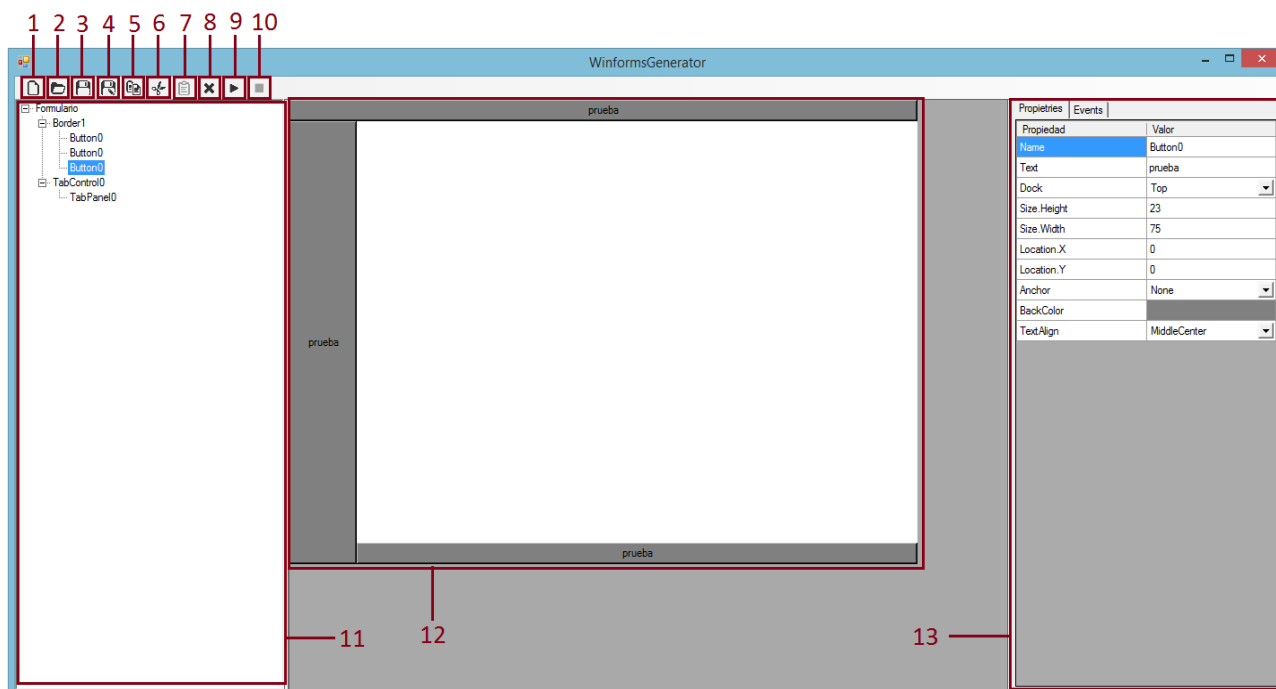 1 2 3 4 5 6 7 8 9 10
WinformsGenerator
Formulario
Border1
Button0
Button0
Button0
TabControl0
TabPanel0
prueba
prueba
prueba
Propietries Events
Propiedad Valor
Name Button0
Text prueba
Dock Top
Size.Height 23
Size.Width 75
Location.X 0
Location.Y 0
Anchor None
BackColor
TextAlign MiddleCenter
11
12
13